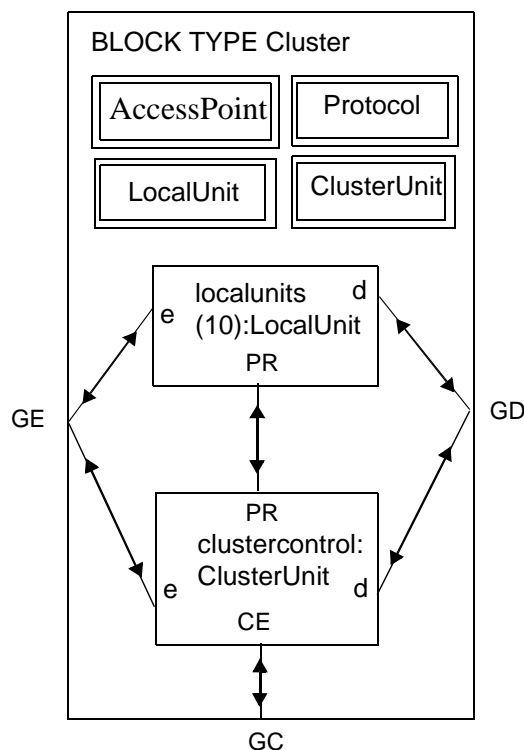 BLOCK TYPE Cluster
AccessPoint
Protocol
LocalUnit
ClusterUnit
localunits
(10):LocalUnit
e
d
PR
GE
GD
PR
clustercontrol:
ClusterUnit
e
d
CE
GC